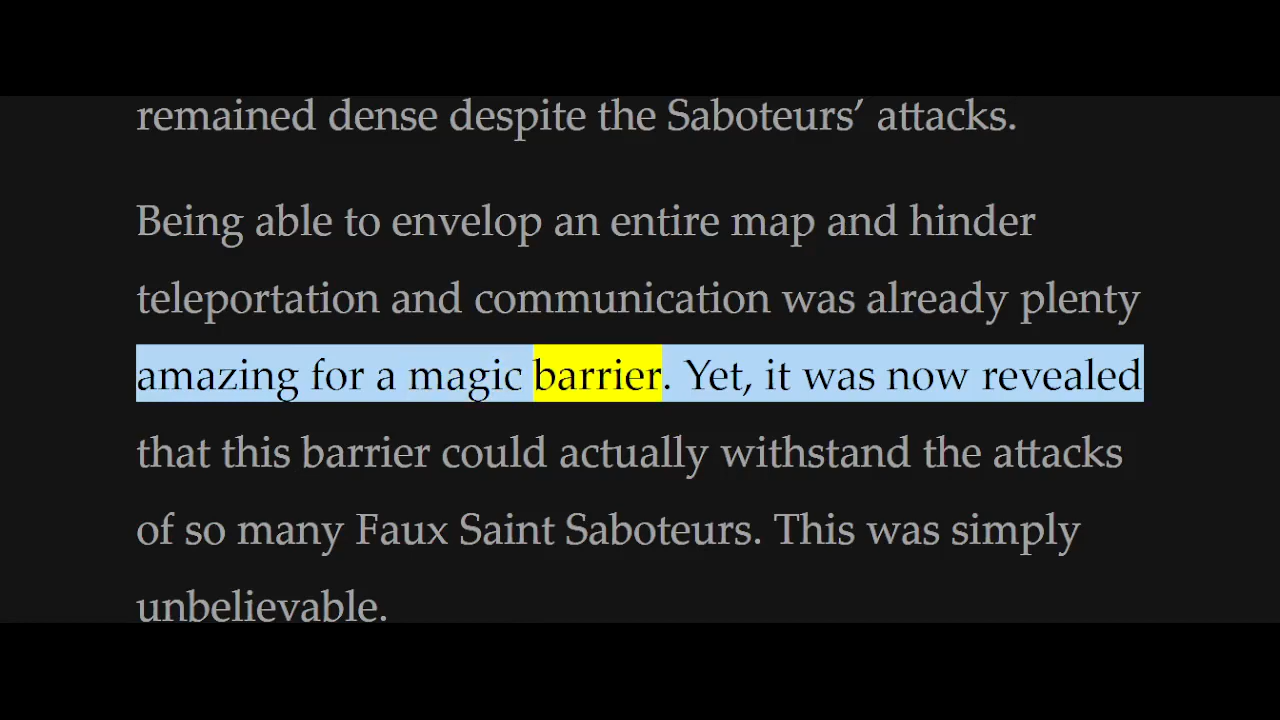 remained dense despite the Saboteurs’ attacks.
Being able to envelop an entire map and hinder
teleportation and communication was already plenty
amazing for a magic barrier. Yet, it was now revealed
that this barrier could actually withstand the attacks
of so many Faux Saint Saboteurs. This was simply
unbelievable.